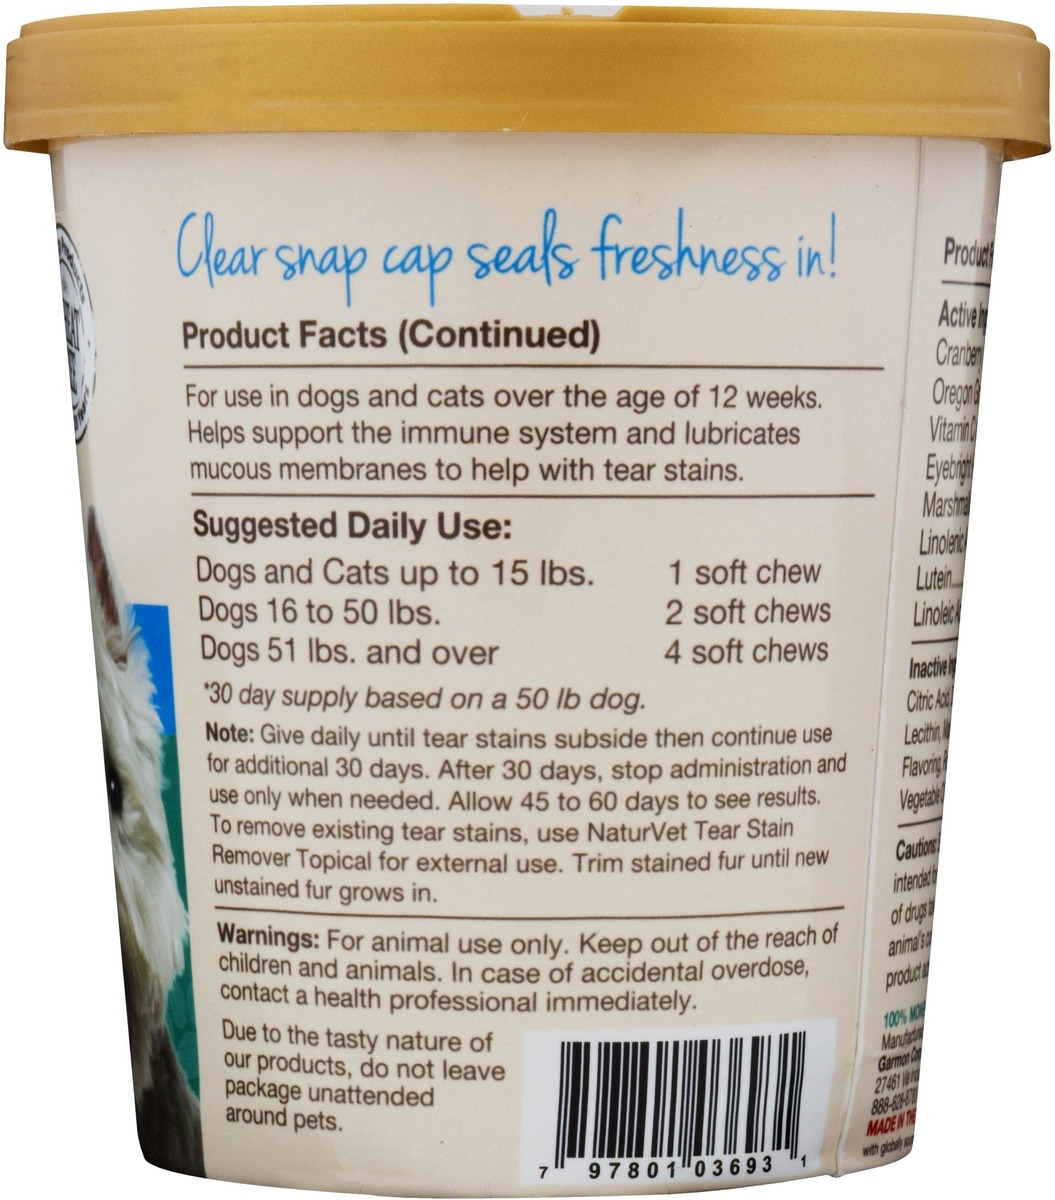 Clear snap cap seals freshness in!
Product Facts (Continued)
For use in dogs and cats over the age of 12 weeks.
Helps support the immune system and lubricates
mucous membranes to help with tear stains.
Suggested Daily Use:
Dogs and Cats up to 15 lbs. 1 soft chew
Dogs 16 to 50 lbs. 2 soft chews
Dogs 51 lbs. and over 4 soft chews
*30 day supply based on a 50 lb dog.
Note: Give daily until tear stains subside then continue use
for additional 30 days. After 30 days, stop administration and
use only when needed. Allow 45 to 60 days to see results.
To remove existing tear stains, use NaturVet Tear Stain
Remover Topical for external use. Trim stained fur until new
unstained fur grows in.
Warnings: For animal use only. Keep out of the reach of
children and animals. In case of accidental overdose,
contact a health professional immediately.
Due to the tasty nature of
our products, do not leave
package unattended
around pets.
7 97801 03693 1
Product
Active
Oregon
Vitamin
Lutein
Linoleic
Inactive
Citric
Lecithin,
Flavoring,
Vegetable
Cautions:
intended
of drugs
animal's
product
100%
Garmon
27461 Via
MADE IN THE
with globally